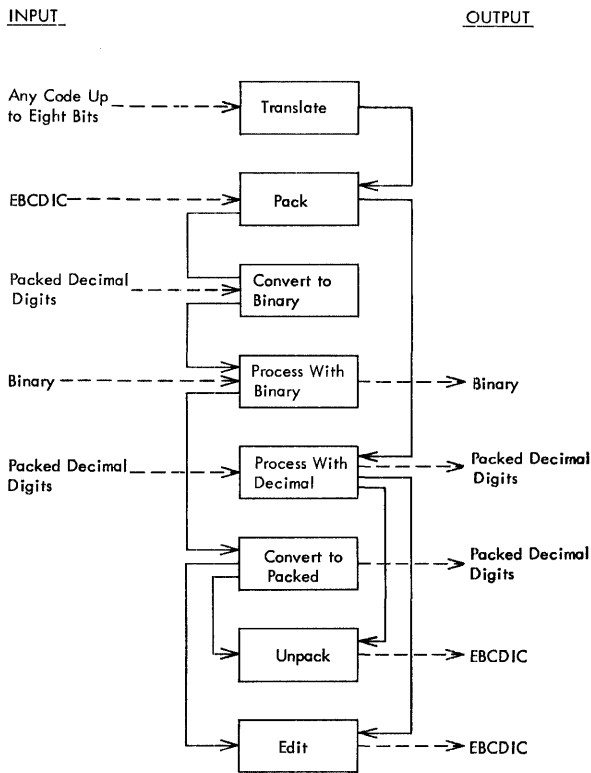 INPUT
OUTPUT
Any Code Up
to Eight Bits
Translate
EBCDIC
Pack
Packed Decimal
Digits
Convert to
Binary
Binary
Process With
Binary
Binary
Packed Decimal
Digits
Process With
Decimal
Packed Decimal
Digits
Convert to
Packed
Packed Decimal
Digits
Unpack
EBCDIC
Edit
EBCDIC